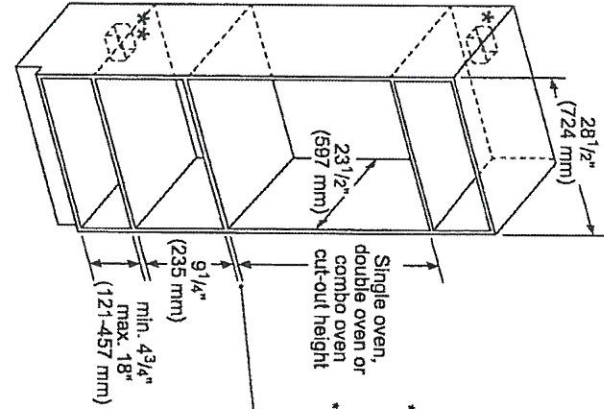 **
**
28 1/2"
(724 mm)
23 1/2"
(597 mm)
Single oven,
double oven or
combo oven
cut-out height
9 1/4"
(235 mm)
min. 4 3/4"
max. 18"
(121-457 mm)
*
*